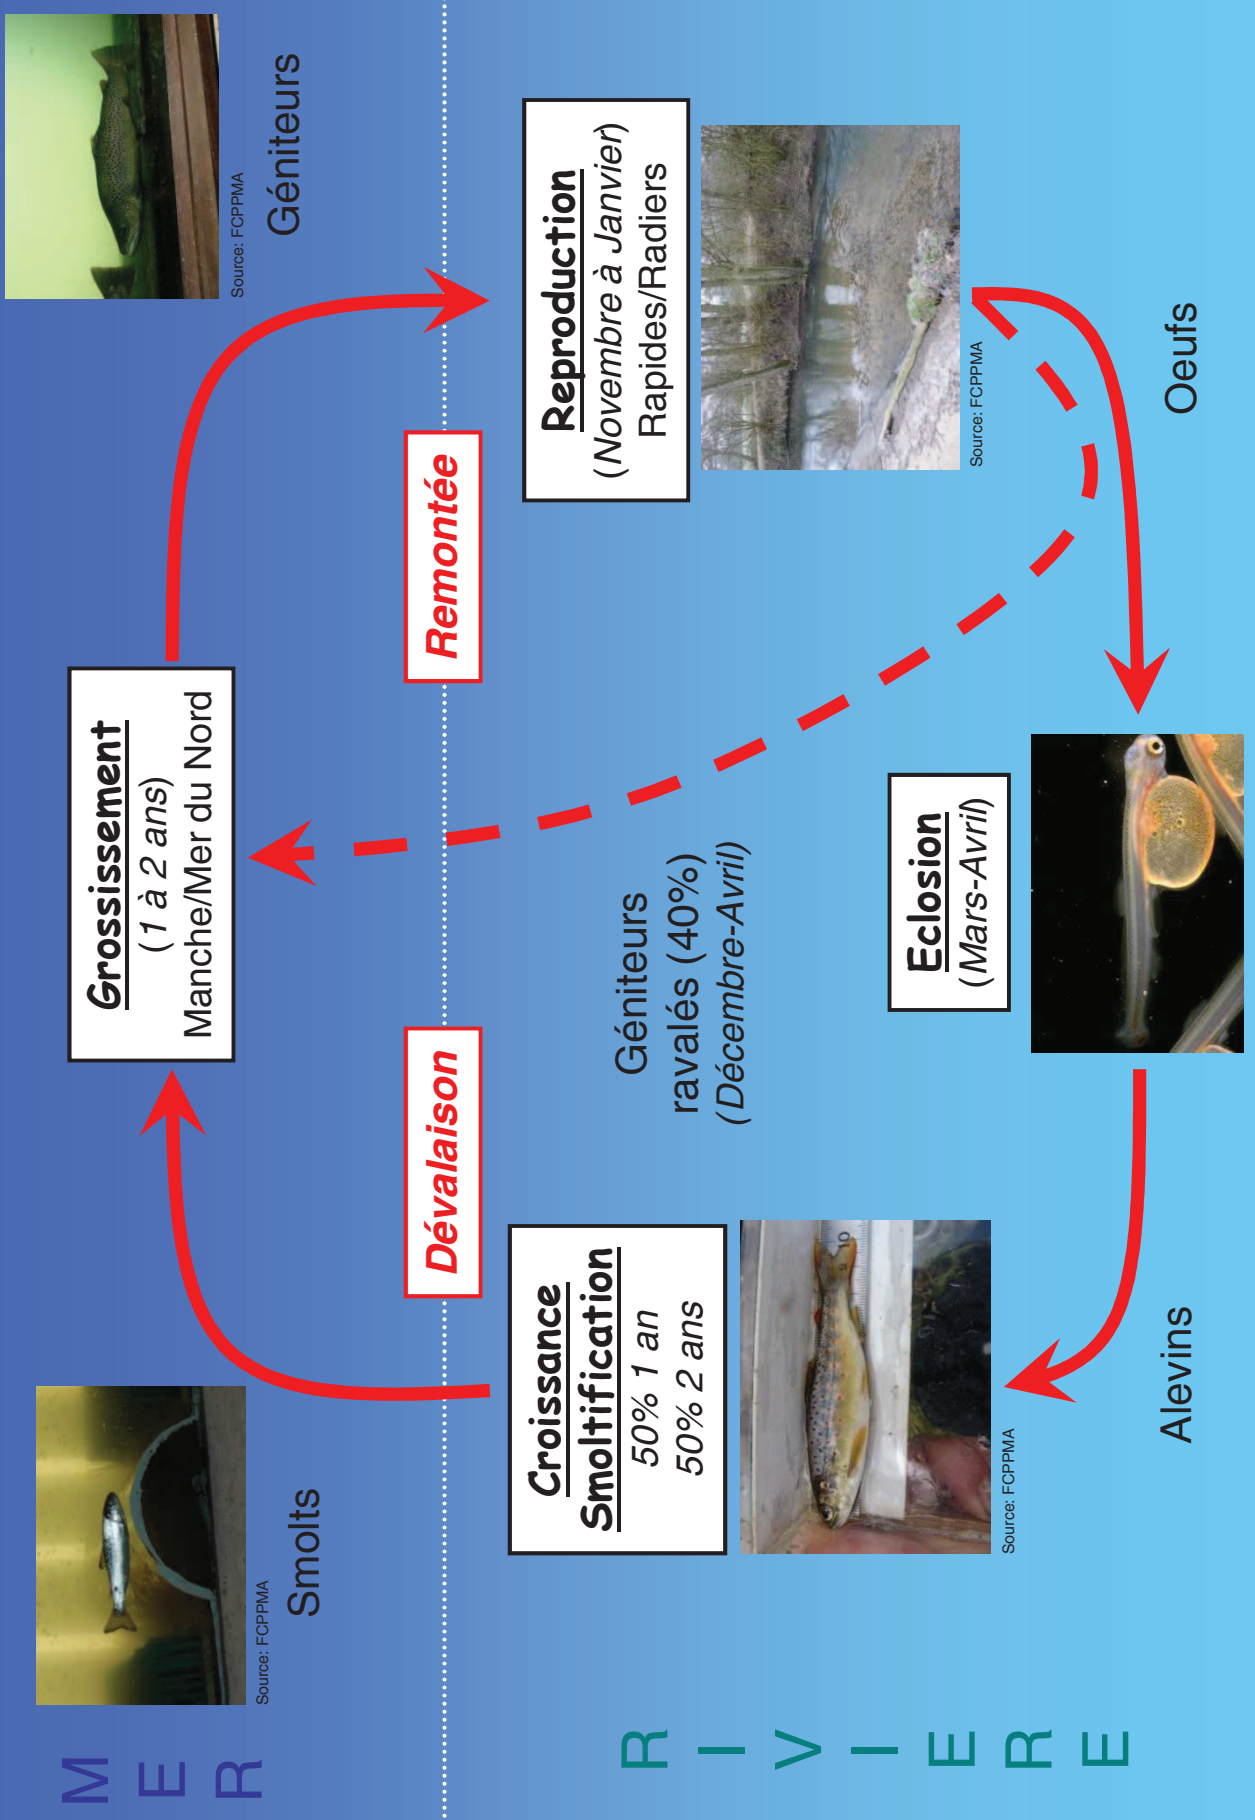 MER
Source: FCPPMA
Smolts
Grossissement
(1 à 2 ans)
Manche/Mer du Nord
Source: FCPPMA
Géniteurs
Dévalaison
Remontée
Croissance
Smoltification
50% 1 an
50% 2 ans
10
Source: FCPPMA
Géniteurs
ravalés (40%)
(Décembre-Avril)
Reproduction
(Novembre à Janvier)
Rapides/Radiers
Source: FCPPMA
RIVIERE
Eclosion
(Mars-Avril)
Alevins
Oeufs